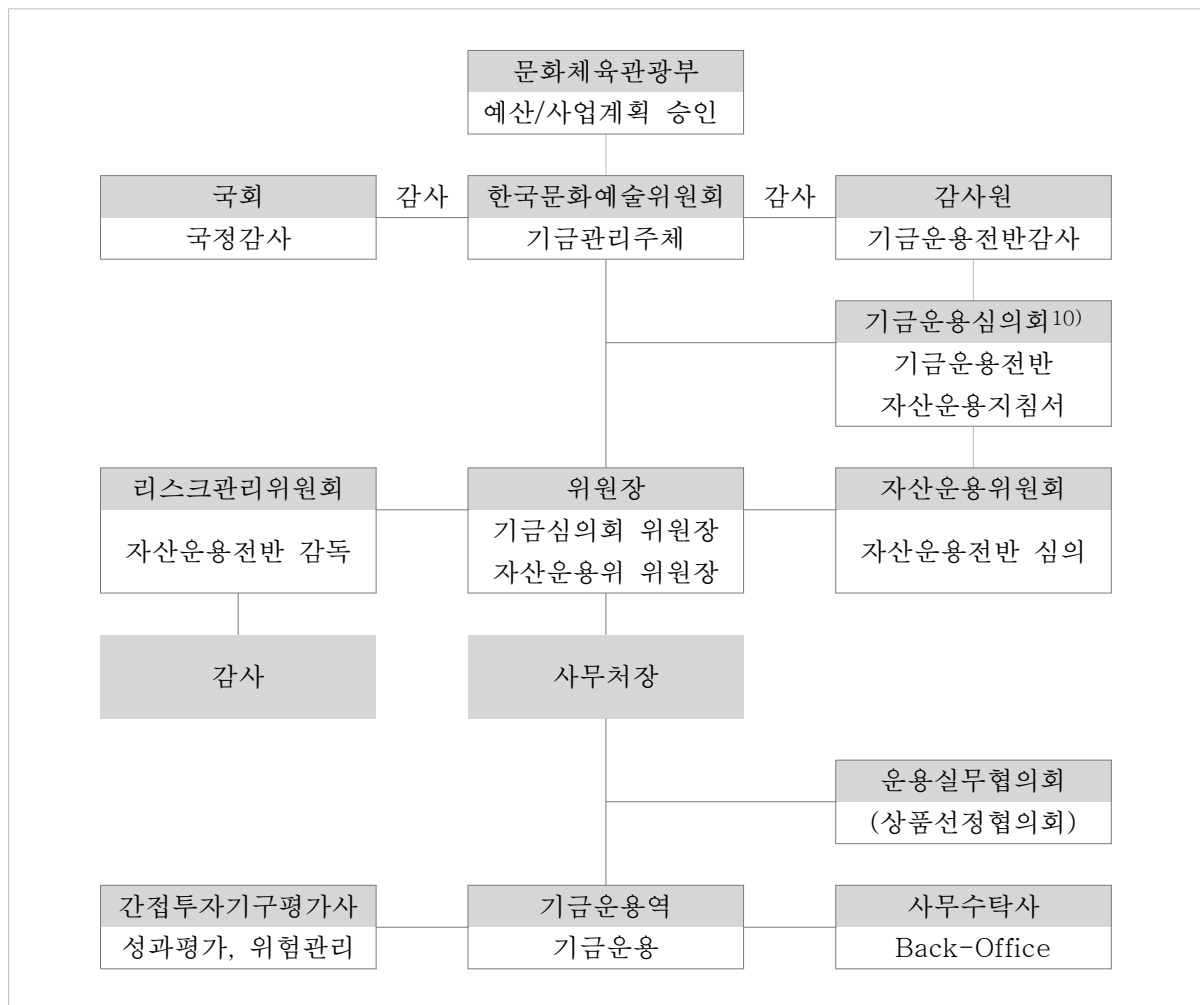 문화체육관광부
예산/사업계획 승인
국회
국정감사
감사
한국문화예술위원회
기금관리주체
감사
감사원
기금운용전반감사
기금운용심의회10)
기금운용전반
자산운용지침서
리스크관리위원회
자산운용전반 감독
위원장
기금심의회 위원장
자산운용위 위원장
자산운용위원회
자산운용전반 심의
감사
사무처장
운용실무협의회
(상품선정협의회)
간접투자기구평가사
성과평가, 위험관리
기금운용역
기금운용
사무수탁사
Back-Office